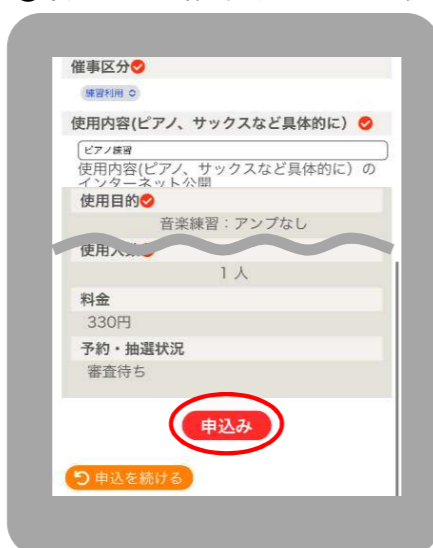 催事区分
練習利用
使用内容(ピアノ、サックスなど具体的に)
ピアノ練習
使用内容(ピアノ、サックスなど具体的に)の
インターネット公開
使用目的
音楽練習：アンプなし
使用人数
1人
料金
330円
予約・抽選状況
審査待ち
申込み
申込を続ける